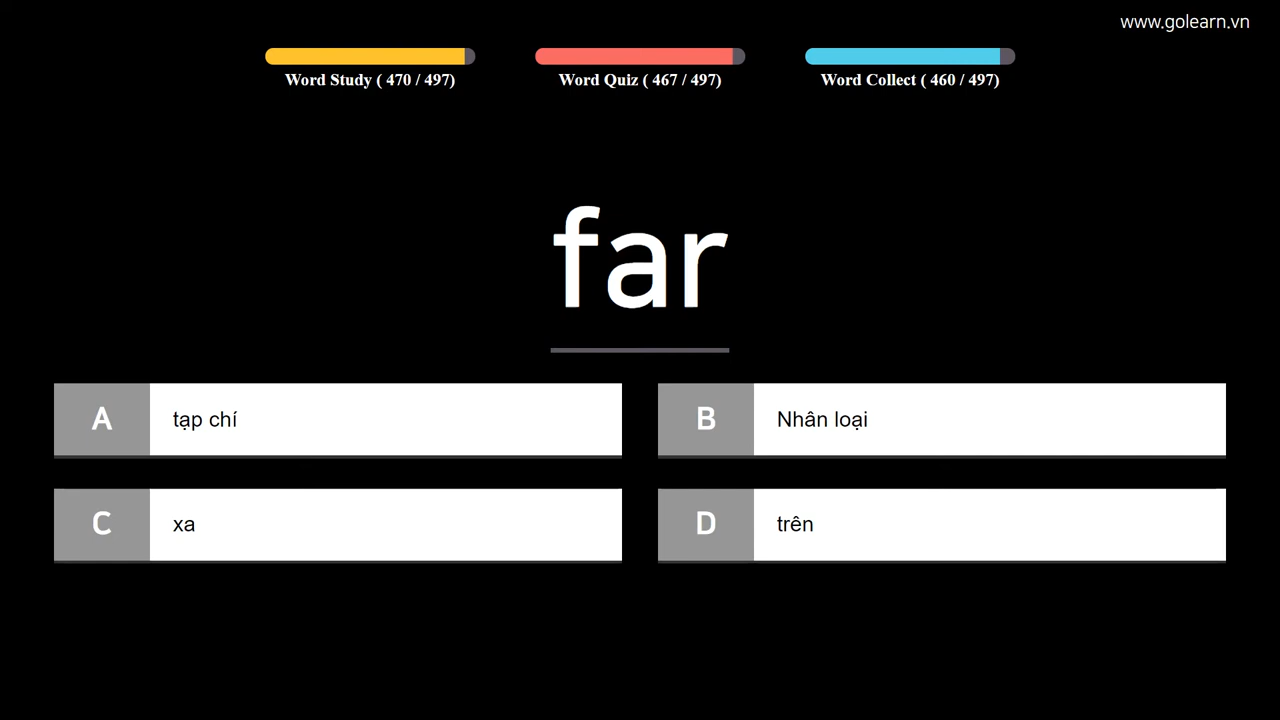 www.golearn.vn
Word Study ( 470 / 497)
Word Quiz ( 467 / 497)
Word Collect ( 460 / 497)
far
A tạp chí
B Nhân loại
C xa
D trên